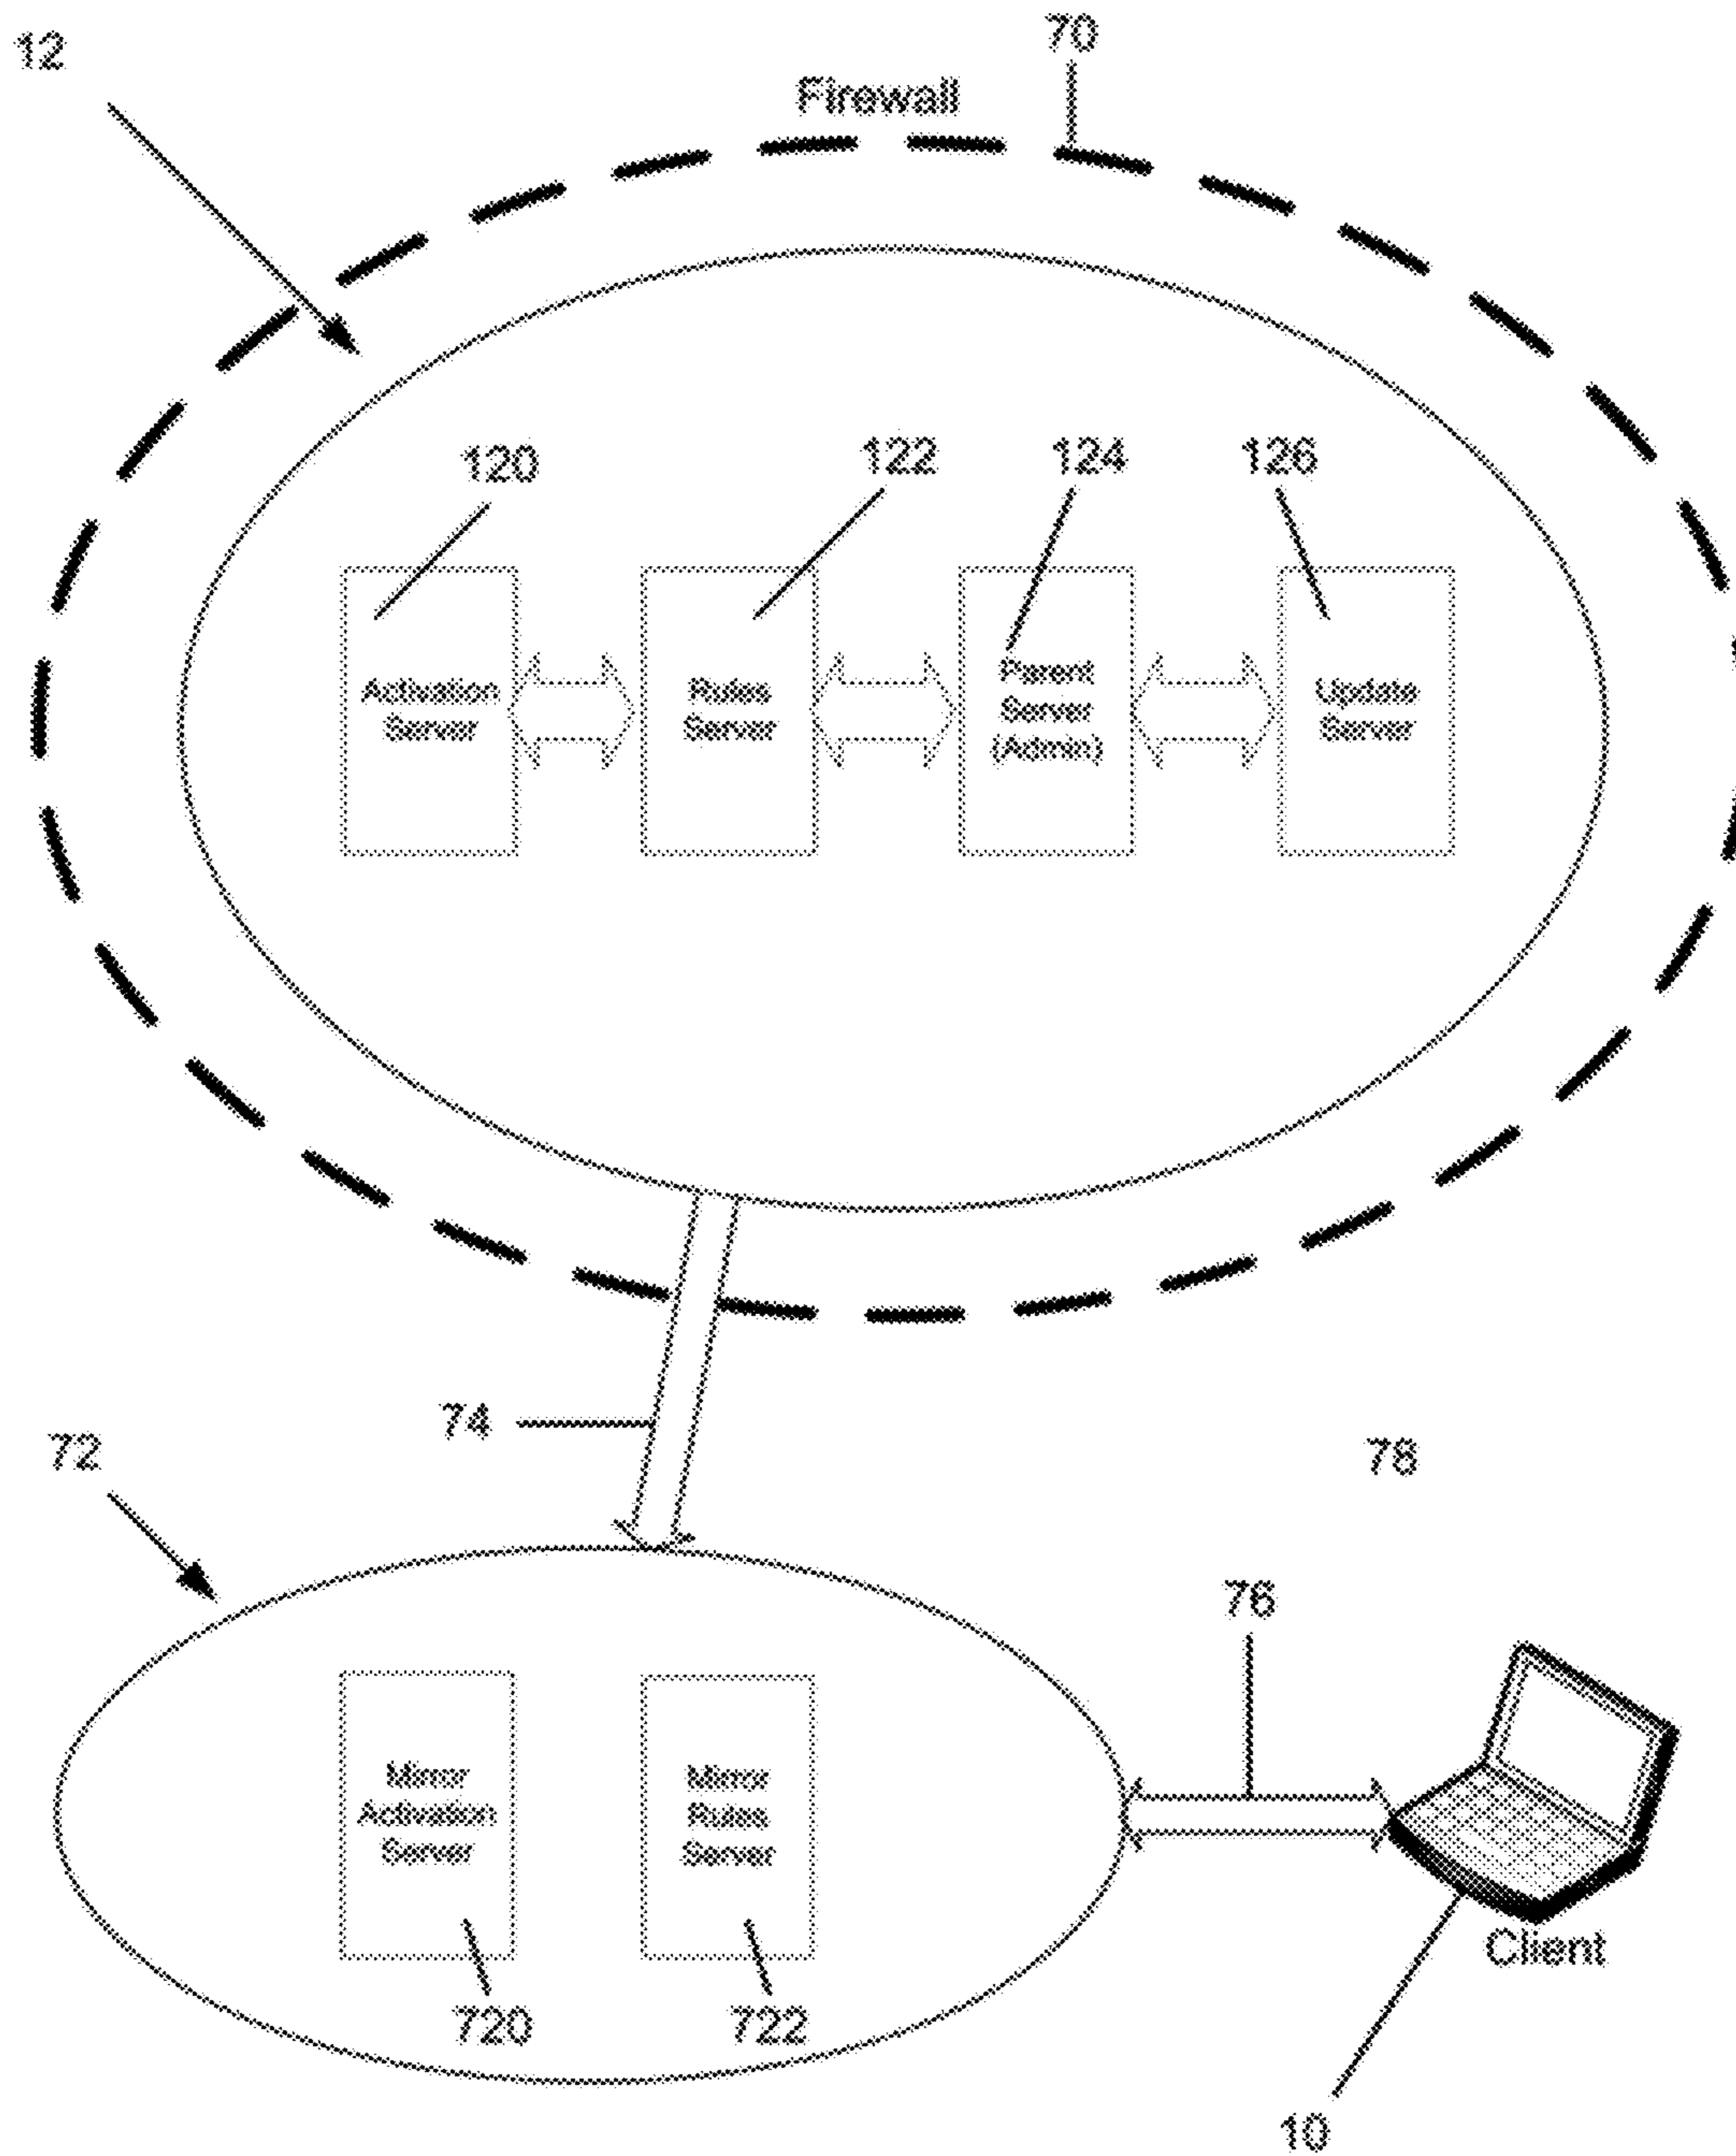 12
70
Firewall
120
122
124
126
Activation
Server
Rules
Server
Parent
Server
(Admin)
Update
Server
74
72
78
76
Mirror
Activation
Server
Mirror
Rules
Server
720
722
Client
10